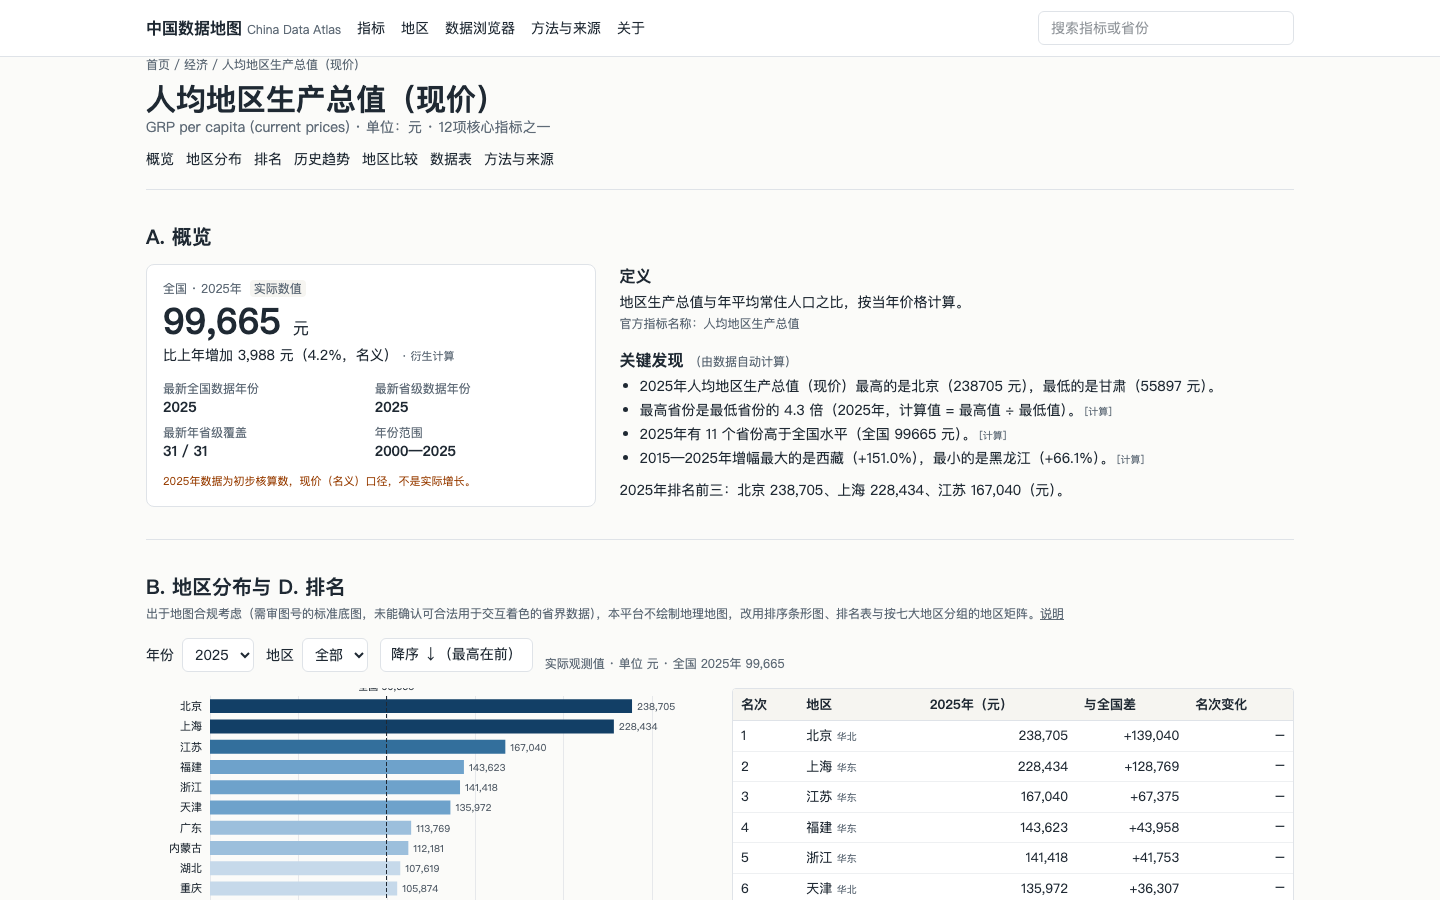 中国数据地图 China Data Atlas 指标 地区 数据浏览器 方法与来源 关于 搜索指标或省份
首页 / 经济 / 人均地区生产总值（现价）
人均地区生产总值（现价）
GRP per capita (current prices) · 单位：元 · 12项核心指标之一
概览 地区分布 排名 历史趋势 地区比较 数据表 方法与来源
A. 概览
全国 · 2025年 实际数值
99,665 元
比上年增加 3,988 元（4.2%，名义） · 衍生计算
最新全国数据年份 最新省级数据年份
2025 2025
最新年省级覆盖 年份范围
31 / 31 2000—2025
2025年数据为初步核算数，现价（名义）口径，不是实际增长。
定义
地区生产总值与年平均常住人口之比，按当年价格计算。
官方指标名称：人均地区生产总值
关键发现 （由数据自动计算）
• 2025年人均地区生产总值（现价）最高的是北京（238705 元），最低的是甘肃（55897 元）。
• 最高省份是最低省份的 4.3 倍（2025年，计算值 = 最高值 ÷ 最低值）。[计算]
• 2025年有 11 个省份高于全国水平（全国 99665 元）。[计算]
• 2015—2025年增幅最大的是西藏（+151.0%），最小的是黑龙江（+66.1%）。[计算]
2025年排名前三：北京 238,705、上海 228,434、江苏 167,040（元）。
B. 地区分布与 D. 排名
出于地图合规考虑（需审图号的标准底图，未能确认可合法用于交互着色的省界数据），本平台不绘制地理地图，改用排序条形图、排名表与按七大地区分组的地区矩阵。说明
年份 2025 地区 全部 降序 ↓（最高在前） 实际观测值 · 单位 元 · 全国 2025年 99,665
北京 238,705
上海 228,434
江苏 167,040
福建 143,623
浙江 141,418
天津 135,972
广东 113,769
内蒙古 112,181
湖北 107,619
重庆 105,874
名次 地区 2025年（元） 与全国差 名次变化
1 北京 华北 238,705 +139,040 —
2 上海 华东 228,434 +128,769 —
3 江苏 华东 167,040 +67,375 —
4 福建 华东 143,623 +43,958 —
5 浙江 华东 141,418 +41,753 —
6 天津 华北 135,972 +36,307 —